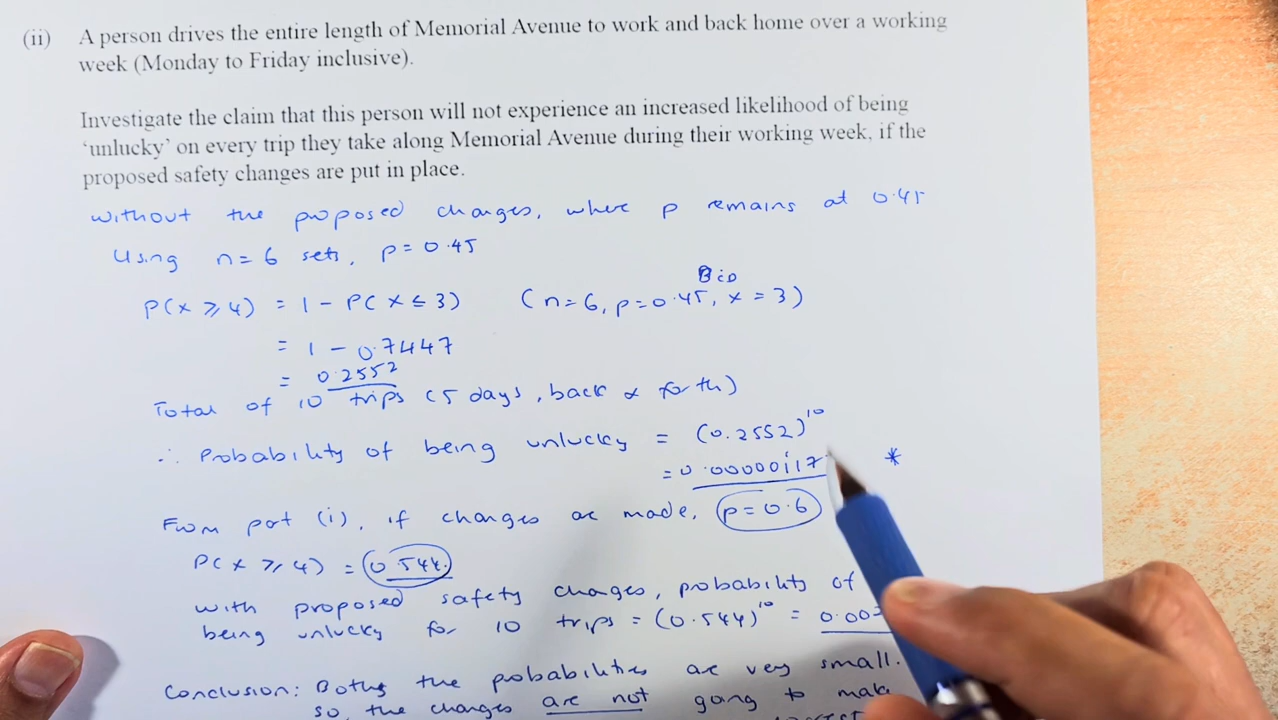 (ii) A person drives the entire length of Memorial Avenue to work and back home over a working
week (Monday to Friday inclusive).
Investigate the claim that this person will not experience an increased likelihood of being
‘unlucky’ on every trip they take along Memorial Avenue during their working week, if the
proposed safety changes are put in place.
without the proposed changes, where p remains at 0.45
Using n=6 sets, p=0.45
Bin
P(x ≥ 4) = 1 - P(x ≤ 3) (n=6, p=0.45, x=3)
= 1 - 0.7447
= 0.2552
Total of 10 trips (5 days, back & forth)
∴ Probability of being unlucky = (0.2552)¹⁰
= 0.00000117 *
From part (i), if changes are made, p=0.6
P(x ≥ 4) = 0.544.
with proposed safety changes, probability of
being unlucky for 10 trips = (0.544)¹⁰ = 0.00
Conclusion: Both the probabilities are very small.
so the changes are not going to make